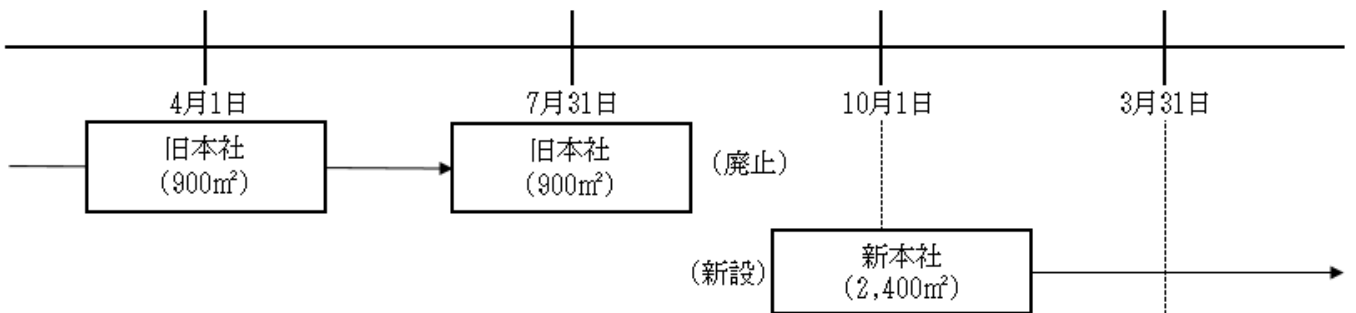 4月1日
7月31日
10月1日
3月31日
旧本社
(900㎡)
旧本社
(900㎡)
(廃止)
(新設)
新本社
(2,400㎡)